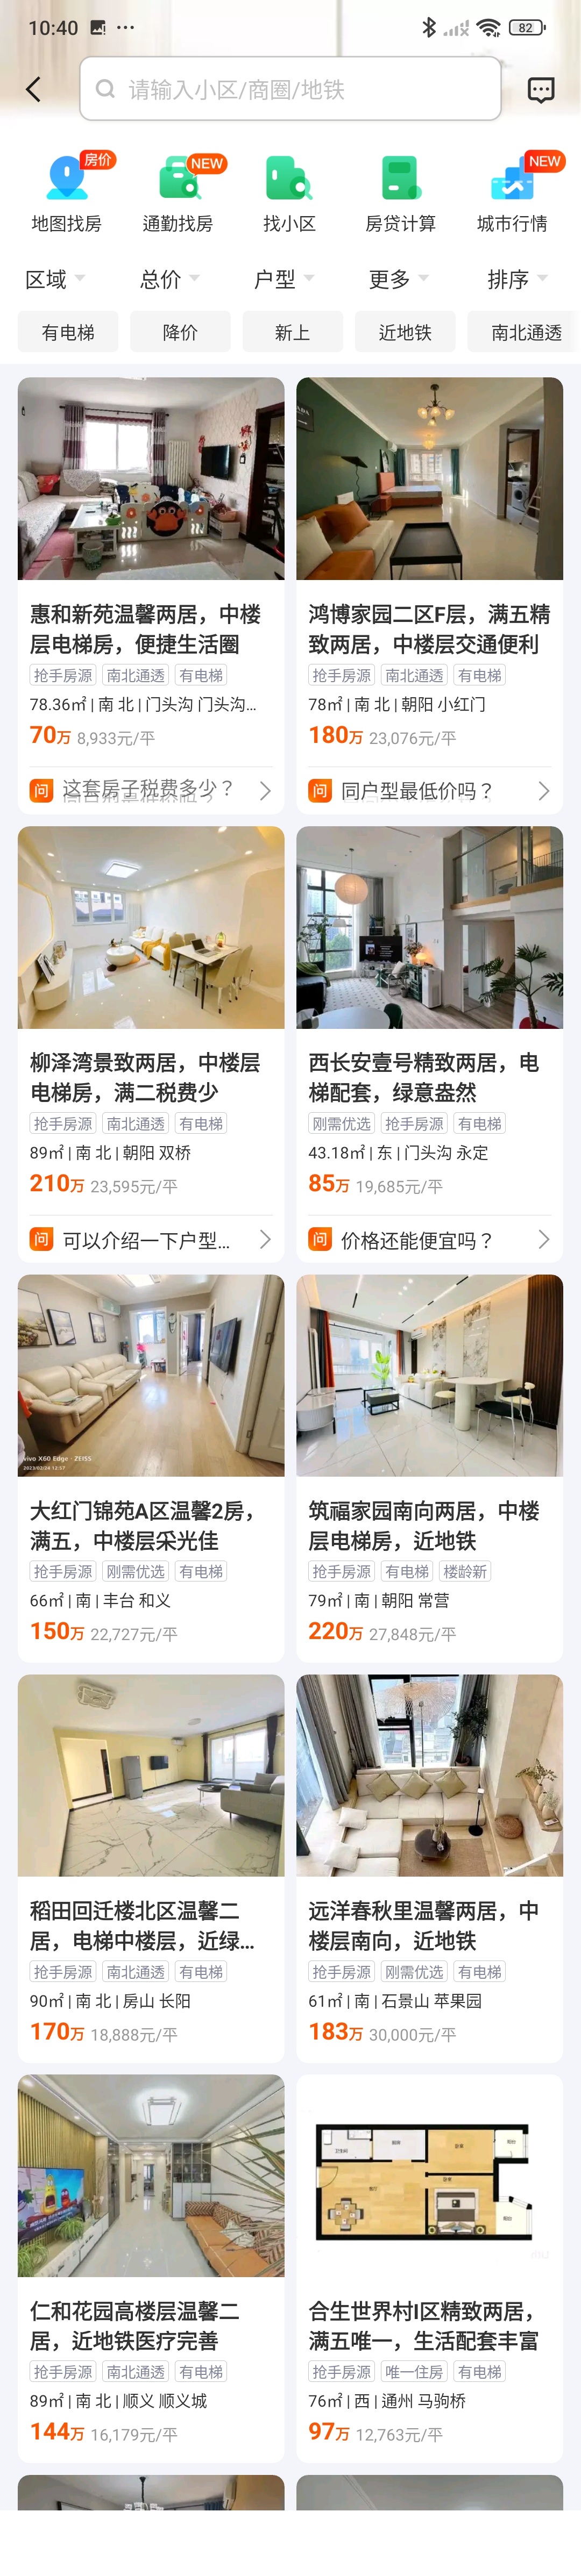 10:40
82
请输入小区/商圈/地铁
房价
NEW
NEW
地图找房
通勤找房
找小区
房贷计算
城市行情
区域
总价
户型
更多
排序
有电梯
降价
新上
近地铁
南北通透
惠和新苑温馨两居，中楼
层电梯房，便捷生活圈
抢手房源 南北通透 有电梯
78.36㎡ | 南 北 | 门头沟 门头沟...
70万 8,933元/平
问 这套房子税费多少？
鸿博家园二区F层，满五精
致两居，中楼层交通便利
抢手房源 南北通透 有电梯
78㎡ | 南 北 | 朝阳 小红门
180万 23,076元/平
问 同户型最低价吗？
柳泽湾景致两居，中楼层
电梯房，满二税费少
抢手房源 南北通透 有电梯
89㎡ | 南 北 | 朝阳 双桥
210万 23,595元/平
问 可以介绍一下户型...
西长安壹号精致两居，电
梯配套，绿意盎然
刚需优选 抢手房源 有电梯
43.18㎡ | 东 | 门头沟 永定
85万 19,685元/平
问 价格还能便宜吗？
vivo X60 Edge · ZEISS
2023/02/24 12:37
大红门锦苑A区温馨2房，
满五，中楼层采光佳
抢手房源 刚需优选 有电梯
66㎡ | 南 | 丰台 和义
150万 22,727元/平
筑福家园南向两居，中楼
层电梯房，近地铁
抢手房源 有电梯 楼龄新
79㎡ | 南 | 朝阳 常营
220万 27,848元/平
稻田回迁楼北区温馨二
居，电梯中楼层，近绿...
抢手房源 南北通透 有电梯
90㎡ | 南 北 | 房山 长阳
170万 18,888元/平
远洋春秋里温馨两居，中
楼层南向，近地铁
抢手房源 刚需优选 有电梯
61㎡ | 南 | 石景山 苹果园
183万 30,000元/平
仁和花园高楼层温馨二
居，近地铁医疗完善
抢手房源 南北通透 有电梯
89㎡ | 南 北 | 顺义 顺义城
144万 16,179元/平
合生世界村I区精致两居，
满五唯一，生活配套丰富
抢手房源 唯一住房 有电梯
76㎡ | 西 | 通州 马驹桥
97万 12,763元/平